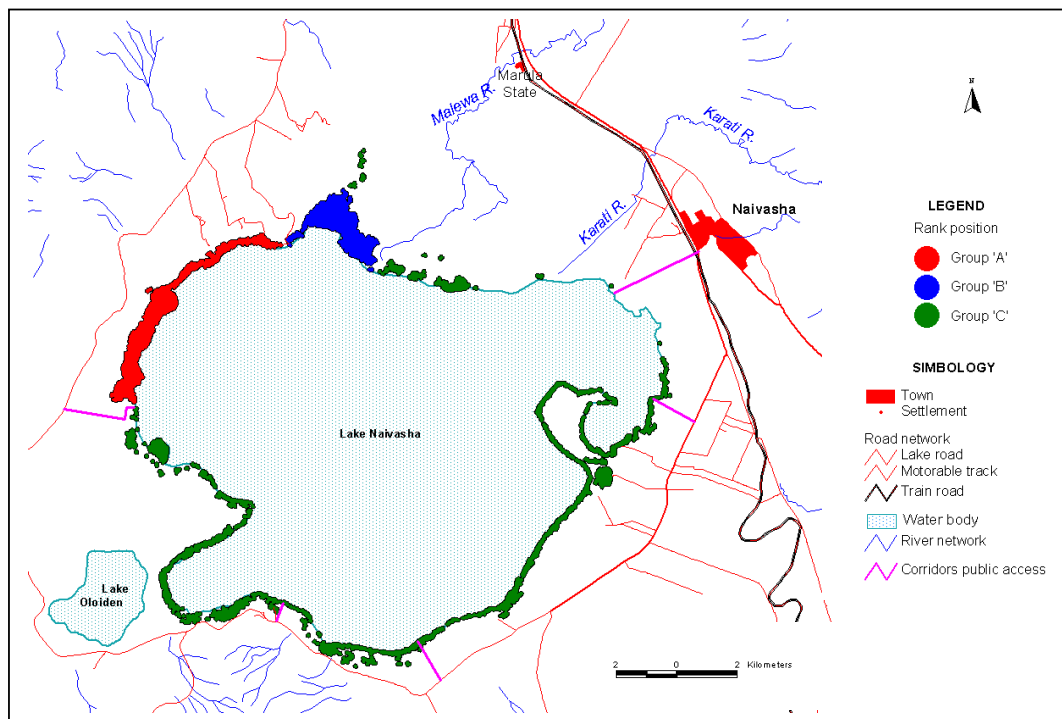 Marula
State
Malewa R.
Karati R.
Karati R.
Naivasha
Lake Naivasha
Lake
Oloiden
N
LEGEND
Rank position
Group 'A'
Group 'B'
Group 'C'
SIMBOLOGY
Town
Settlement
Road network
Lake road
Motorable track
Train road
Water body
River network
Corridors public access
2 0 2 Kilometers